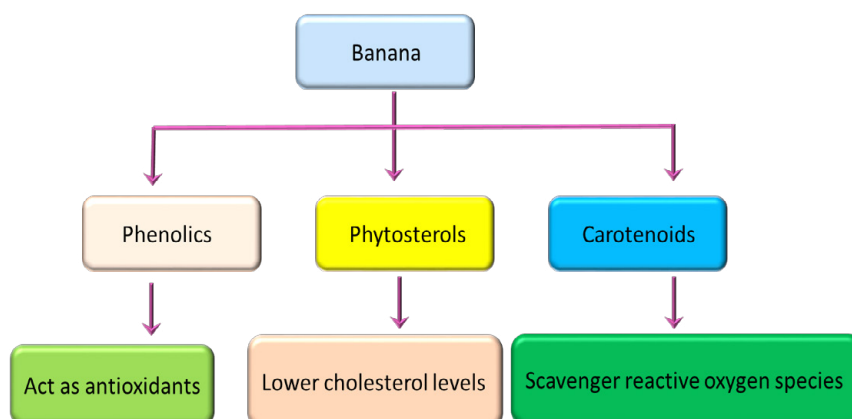 Banana
Phenolics
Phytosterols
Carotenoids
Act as antioxidants
Lower cholesterol levels
Scavenger reactive oxygen species